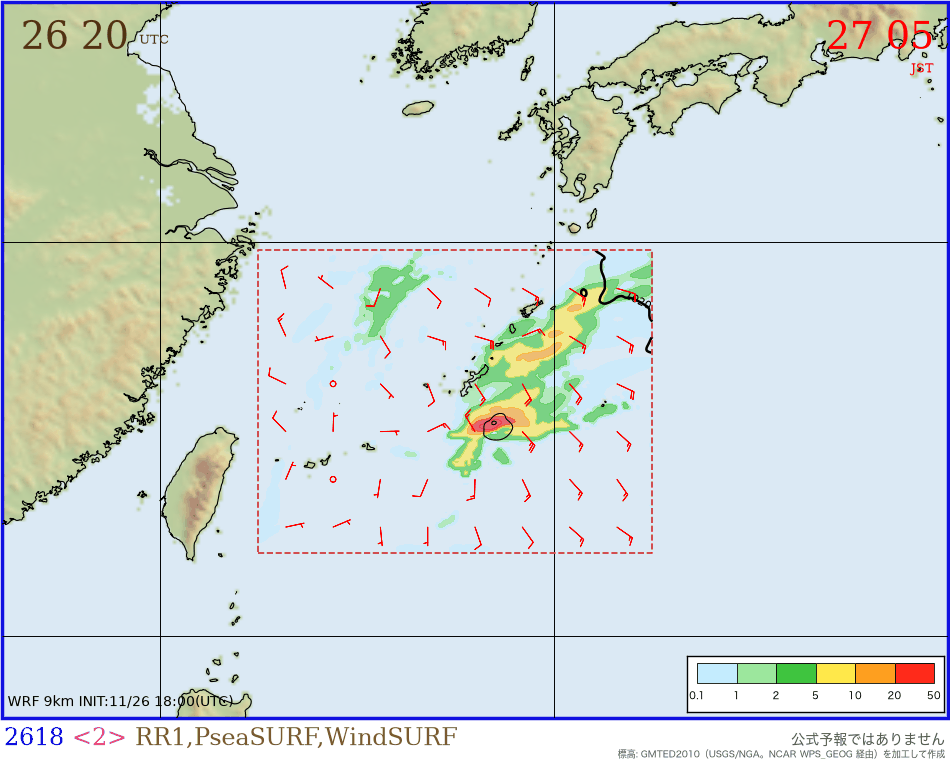 26 20 UTC
27 05
JST
0.1 1 2 5 10 20 50
WRF 9km INIT:11/26 18:00(UTC)
2618 <2> RR1,PseaSURF,WindSURF
公式予報ではありません
標高: GMTED2010（USGS/NGA。NCAR WPS_GEOG 経由）を加工して作成